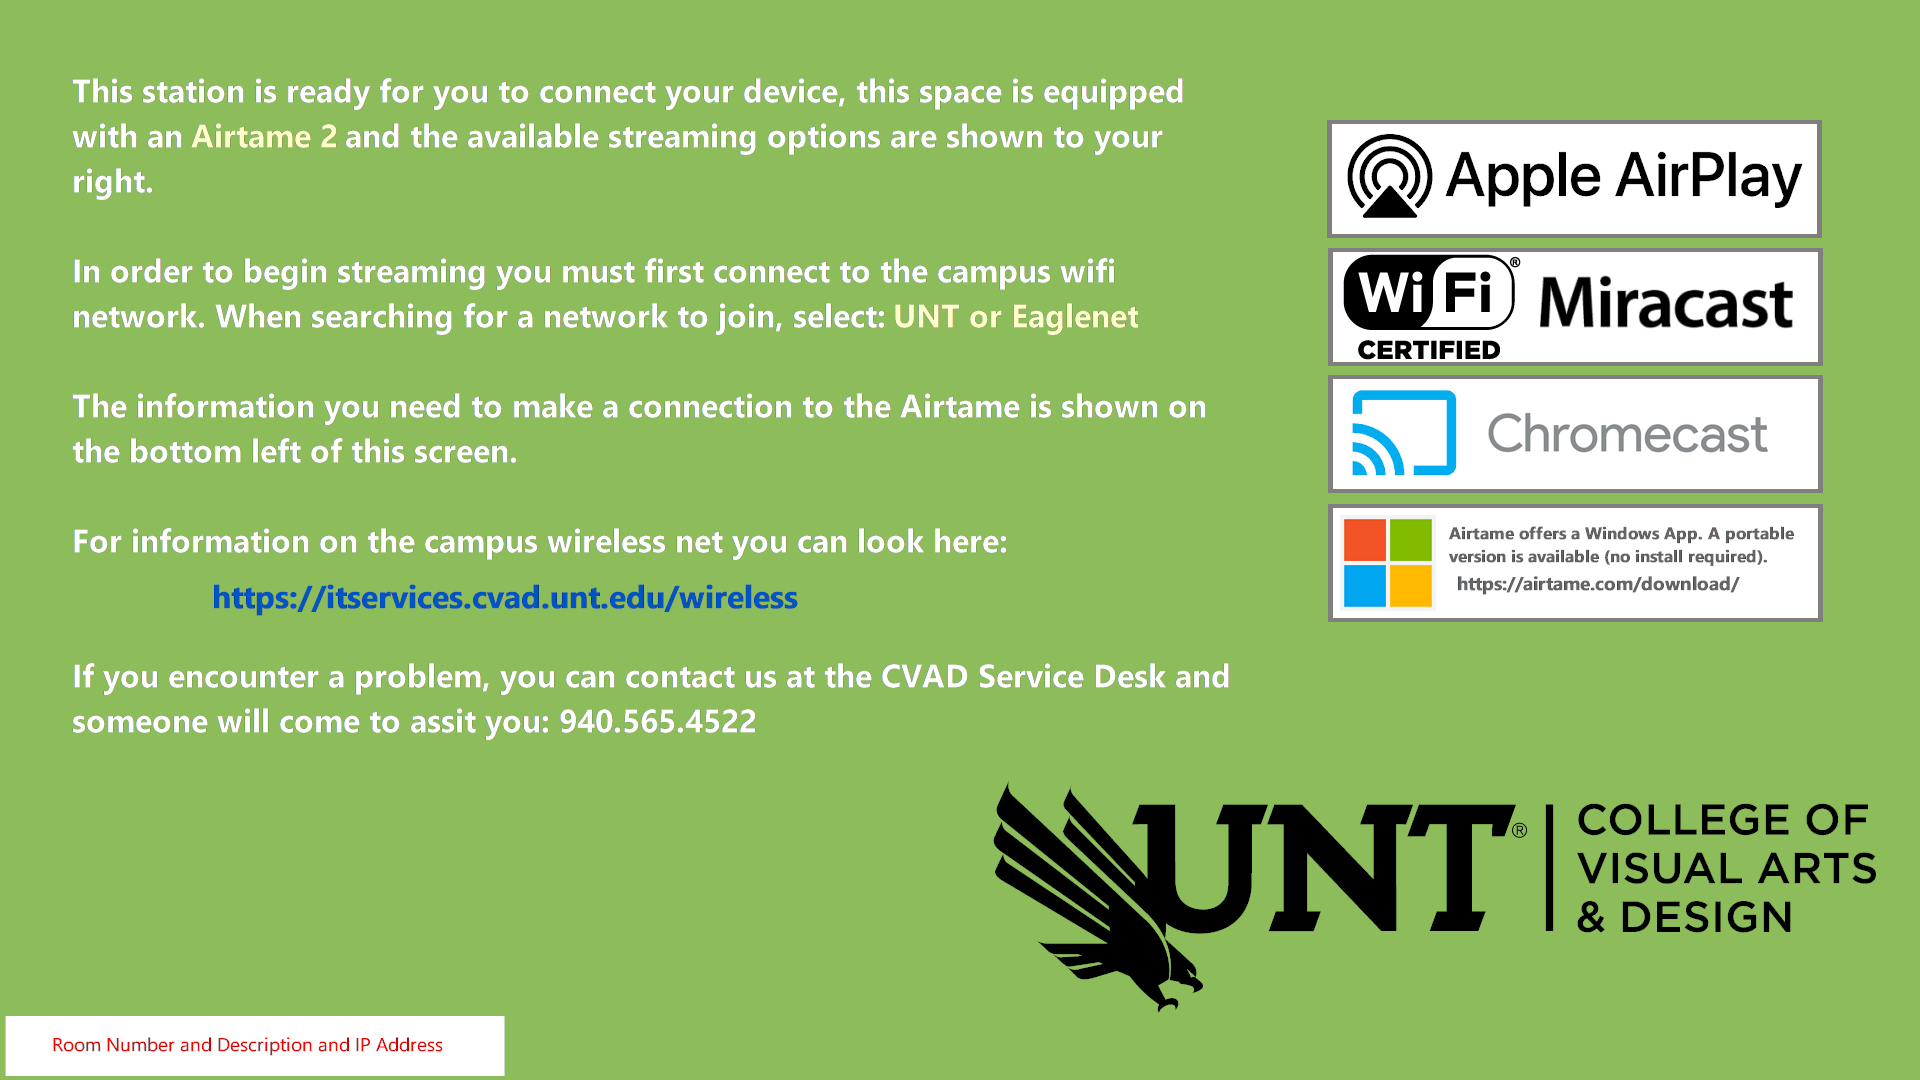 This station is ready for you to connect your device, this space is equipped
with an Airtame 2 and the available streaming options are shown to your
right.
In order to begin streaming you must first connect to the campus wifi
network. When searching for a network to join, select: UNT or Eaglenet
The information you need to make a connection to the Airtame is shown on
the bottom left of this screen.
For information on the campus wireless net you can look here:
https://itservices.cvad.unt.edu/wireless
If you encounter a problem, you can contact us at the CVAD Service Desk and
someone will come to assit you: 940.565.4522
Apple AirPlay
WiFi® Miracast
CERTIFIED
Chromecast
Airtame offers a Windows App. A portable
version is available (no install required).
https://airtame.com/download/
UNT®
COLLEGE OF
VISUAL ARTS
& DESIGN
Room Number and Description and IP Address